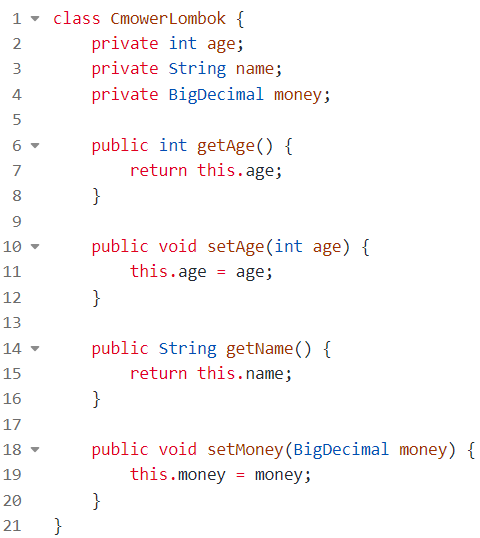 1 class CmowerLombok {
2     private int age;
3     private String name;
4     private BigDecimal money;
5
6     public int getAge() {
7         return this.age;
8     }
9
10     public void setAge(int age) {
11         this.age = age;
12     }
13
14     public String getName() {
15         return this.name;
16     }
17
18     public void setMoney(BigDecimal money) {
19         this.money = money;
20     }
21 }